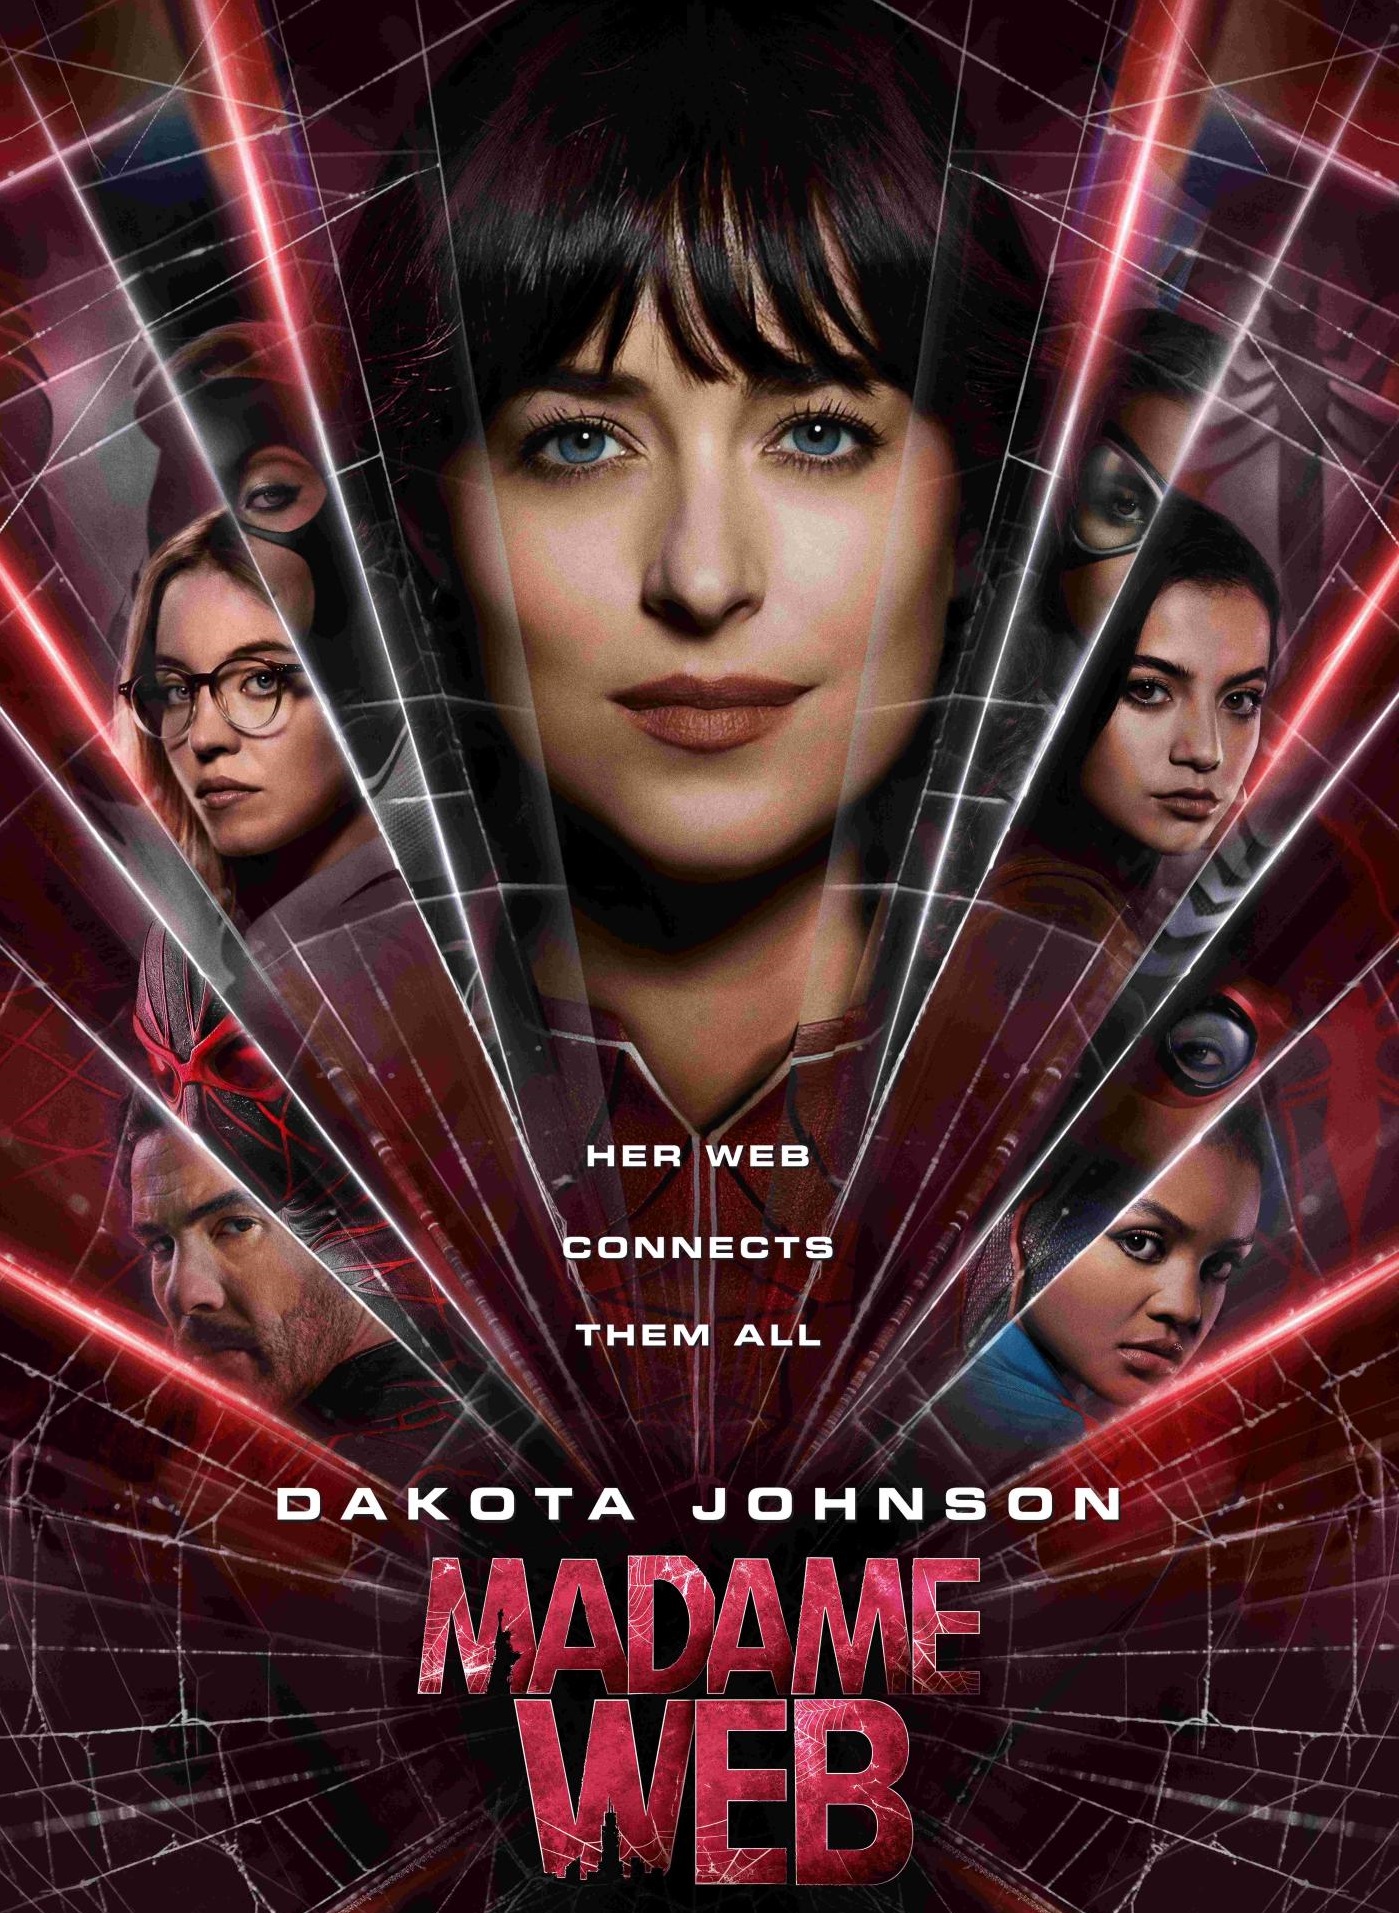 HER WEB
CONNECTS
THEM ALL
DAKOTA JOHNSON
MADAME
WEB